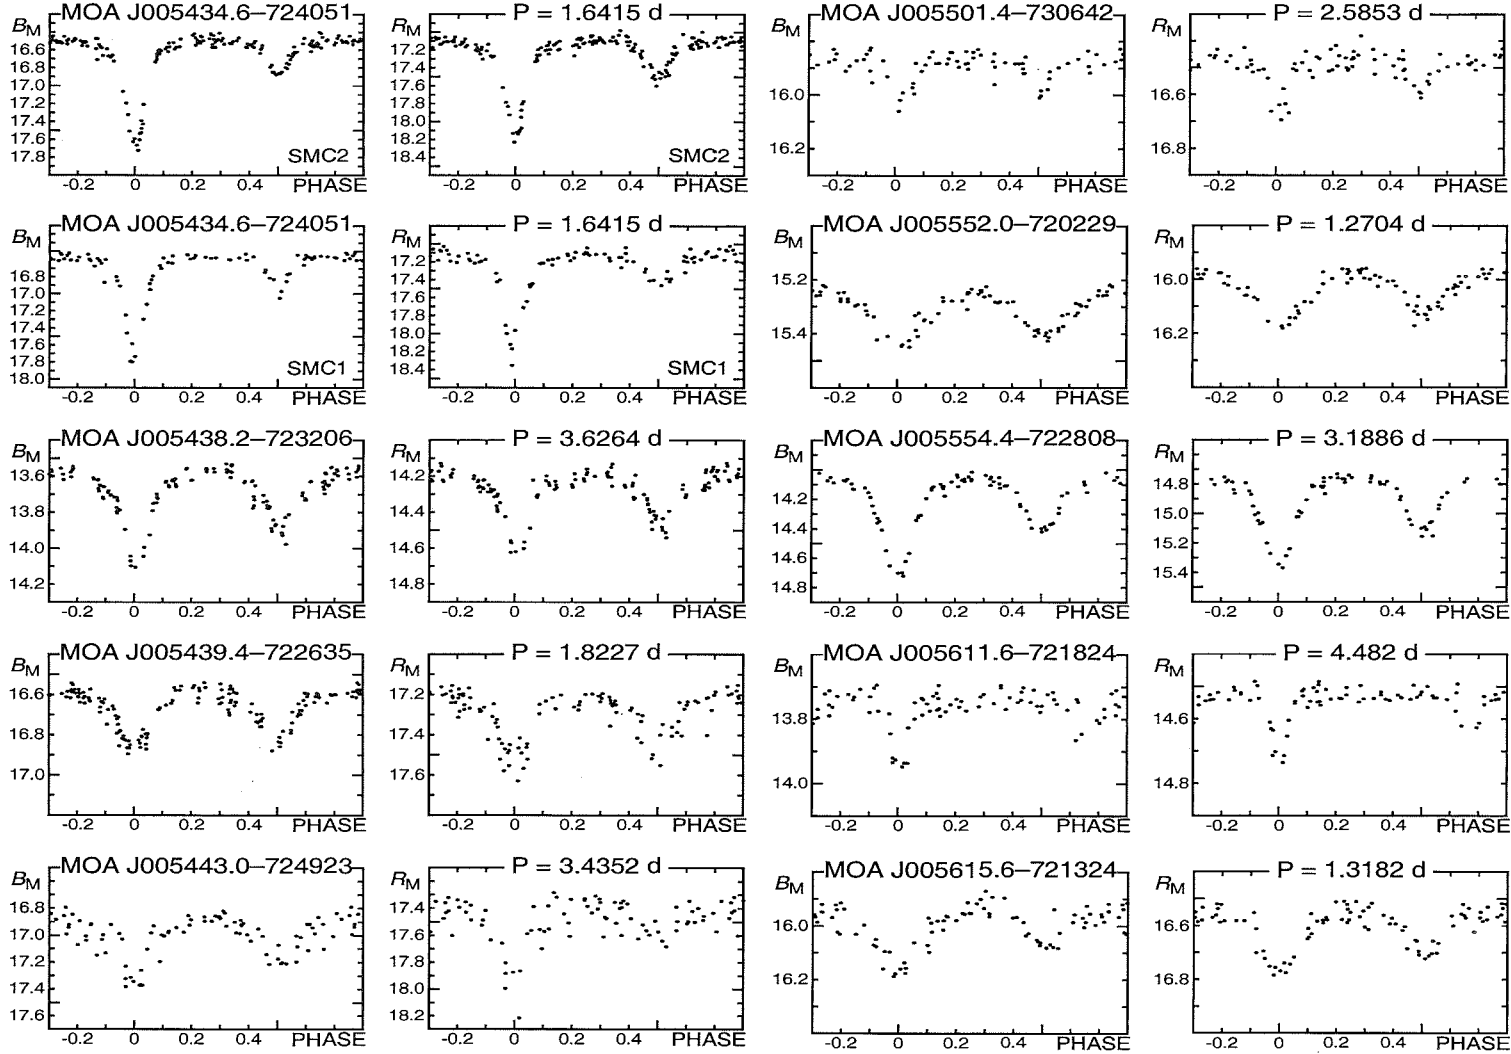 MOA J005434.6–724051
P = 1.6415 d
MOA J005501.4–730642
P = 2.5853 d
B_M
16.6
16.8
17.0
17.2
17.4
17.6
17.8
SMC2
-0.2 0 0.2 0.4 PHASE
R_M
17.2
17.4
17.6
17.8
18.0
18.2
18.4
SMC2
-0.2 0 0.2 0.4 PHASE
B_M
16.0
16.2
-0.2 0 0.2 0.4 PHASE
R_M
16.6
16.8
-0.2 0 0.2 0.4 PHASE
MOA J005434.6–724051
P = 1.6415 d
MOA J005552.0–720229
P = 1.2704 d
B_M
16.8
17.0
17.2
17.4
17.6
17.8
18.0
SMC1
-0.2 0 0.2 0.4 PHASE
R_M
17.2
17.4
17.6
17.8
18.0
18.2
18.4
SMC1
-0.2 0 0.2 0.4 PHASE
B_M
15.2
15.4
-0.2 0 0.2 0.4 PHASE
R_M
16.0
16.2
-0.2 0 0.2 0.4 PHASE
MOA J005438.2–723206
P = 3.6264 d
MOA J005554.4–722808
P = 3.1886 d
B_M
13.6
13.8
14.0
14.2
-0.2 0 0.2 0.4 PHASE
R_M
14.2
14.4
14.6
14.8
-0.2 0 0.2 0.4 PHASE
B_M
14.2
14.4
14.6
14.8
-0.2 0 0.2 0.4 PHASE
R_M
14.8
15.0
15.2
15.4
-0.2 0 0.2 0.4 PHASE
MOA J005439.4–722635
P = 1.8227 d
MOA J005611.6–721824
P = 4.482 d
B_M
16.6
16.8
17.0
-0.2 0 0.2 0.4 PHASE
R_M
17.2
17.4
17.6
-0.2 0 0.2 0.4 PHASE
B_M
13.8
14.0
-0.2 0 0.2 0.4 PHASE
R_M
14.6
14.8
-0.2 0 0.2 0.4 PHASE
MOA J005443.0–724923
P = 3.4352 d
MOA J005615.6–721324
P = 1.3182 d
B_M
16.8
17.0
17.2
17.4
17.6
-0.2 0 0.2 0.4 PHASE
R_M
17.4
17.6
17.8
18.0
18.2
-0.2 0 0.2 0.4 PHASE
B_M
16.0
16.2
-0.2 0 0.2 0.4 PHASE
R_M
16.6
16.8
-0.2 0 0.2 0.4 PHASE